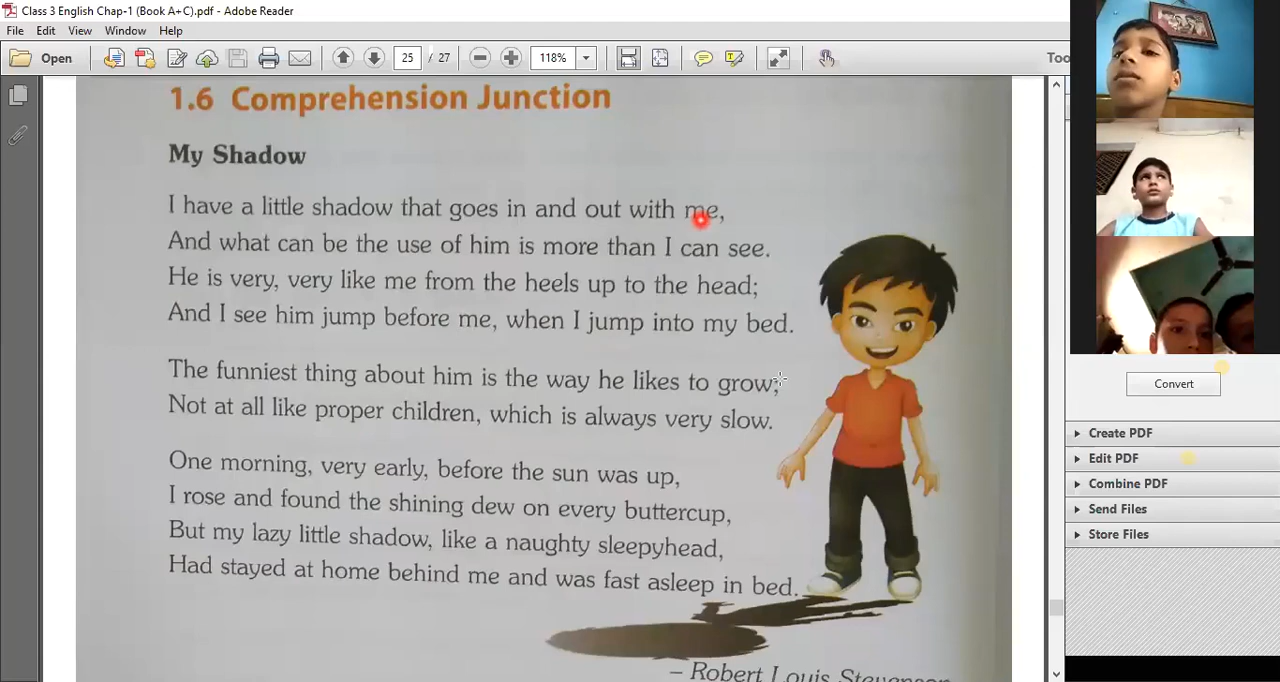 Class 3 English Chap-1 (Book A+C).pdf - Adobe Reader
File Edit View Window Help
Open 25 / 27 118% Too
1.6 Comprehension Junction
My Shadow
I have a little shadow that goes in and out with me,
And what can be the use of him is more than I can see.
He is very, very like me from the heels up to the head;
And I see him jump before me, when I jump into my bed.
The funniest thing about him is the way he likes to grow;
Not at all like proper children, which is always very slow.
One morning, very early, before the sun was up,
I rose and found the shining dew on every buttercup,
But my lazy little shadow, like a naughty sleepyhead,
Had stayed at home behind me and was fast asleep in bed.
– Robert Louis Stevenson
Convert
Create PDF
Edit PDF
Combine PDF
Send Files
Store Files